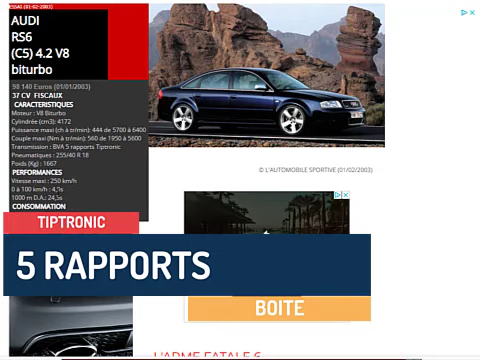 ESSAI (01-02-2003)
AUDI
RS6
(C5) 4.2 V8
biturbo
98 140 Euros (01/01/2003)
37 CV FISCAUX
CARACTERISTIQUES
Moteur : V8 Biturbo
Cylindrée (cm3): 4172
Puissance maxi (ch à tr/min): 444 de 5700 à 6400
Couple maxi (Nm à tr/min): 560 de 1950 à 5600
Transmission : BVA 5 rapports Tiptronic
Pneumatiques : 255/40 R 18
Poids (Kg) : 1667
PERFORMANCES
Vitesse maxi : 250 km/h
0 à 100 km/h : 4,"s
1000 m D.A.: 24,5s
CONSOMMATION
© L'AUTOMOBILE SPORTIVE (01/02/2003)
TIPTRONIC
5 RAPPORTS
BOITE
L'ARME FATALE 6